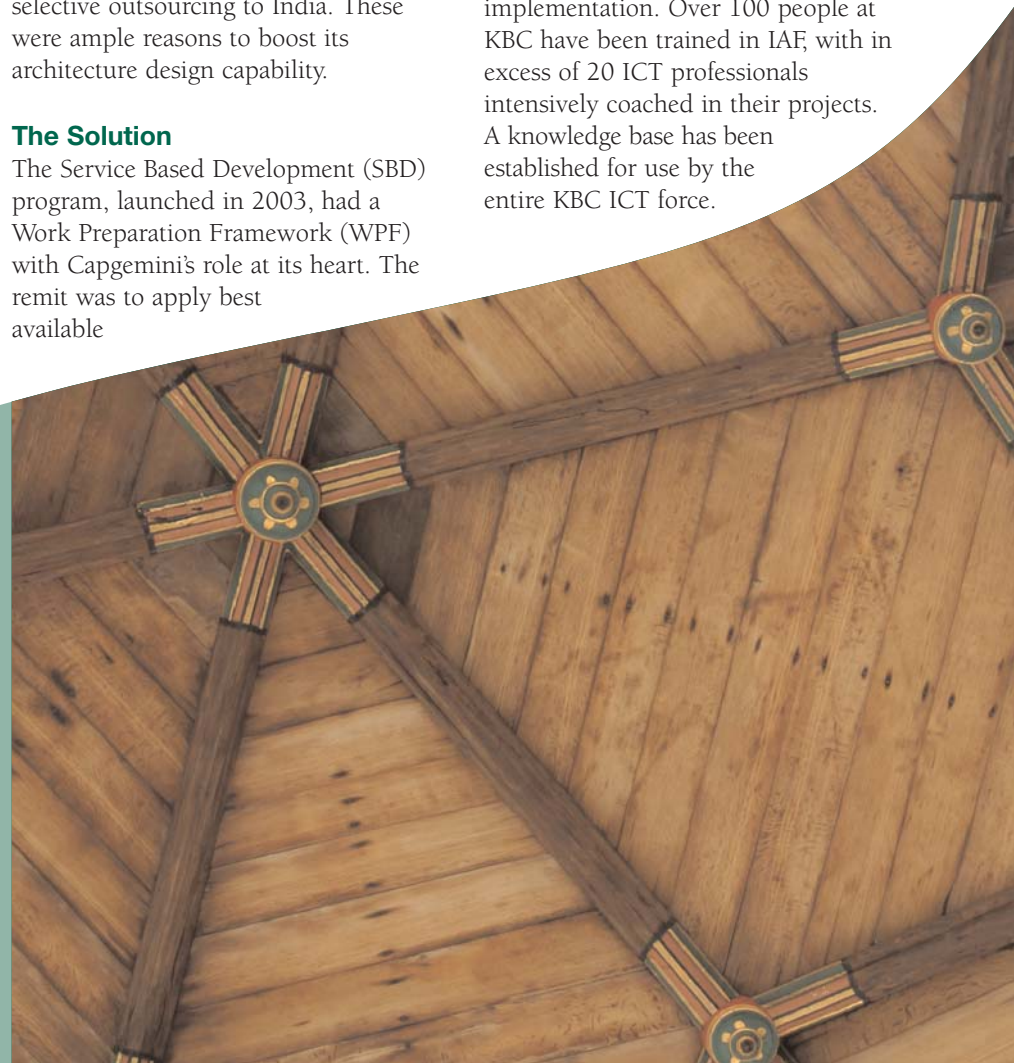 selective outsourcing to India. These
were ample reasons to boost its
architecture design capability.
The Solution
The Service Based Development (SBD)
program, launched in 2003, had a
Work Preparation Framework (WPF)
with Capgemini's role at its heart. The
remit was to apply best
available
implementation. Over 100 people at
KBC have been trained in IAF, with in
excess of 20 ICT professionals
intensively coached in their projects.
A knowledge base has been
established for use by the
entire KBC ICT force.